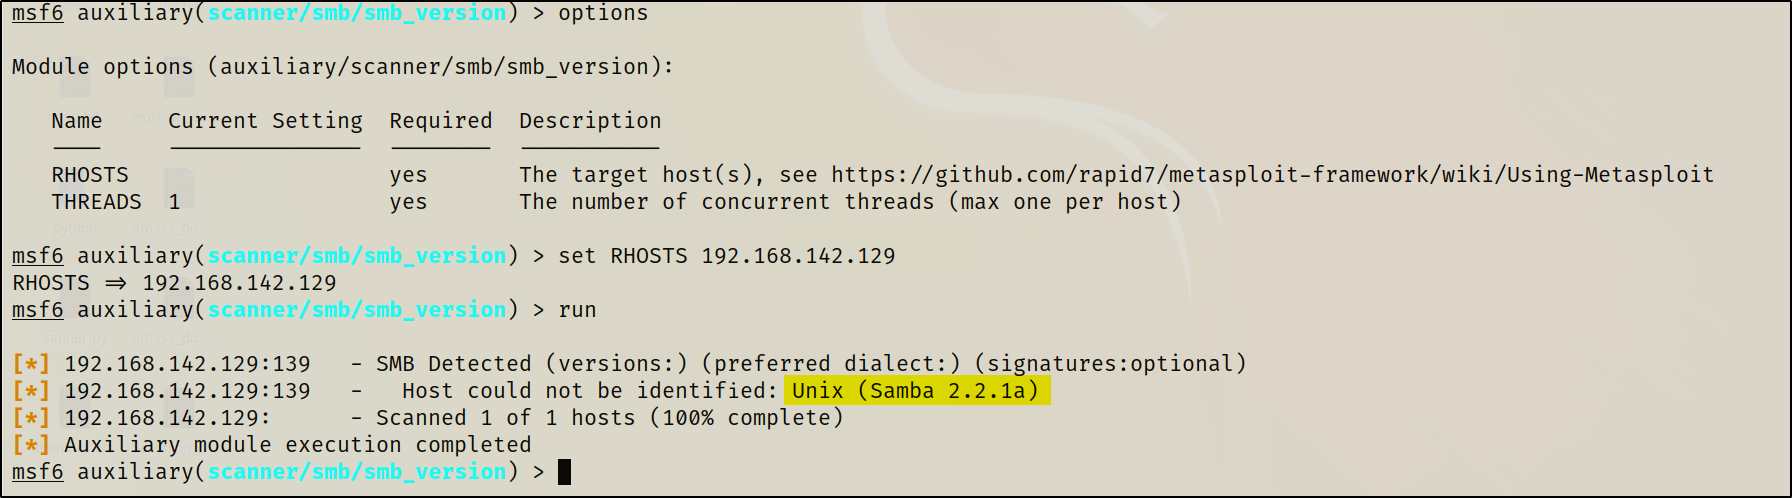 msf6 auxiliary(scanner/smb/smb_version) > options
Module options (auxiliary/scanner/smb/smb_version):
Name Current Setting Required Description
RHOSTS yes The target host(s), see https://github.com/rapid7/metasploit-framework/wiki/Using-Metasploit
THREADS 1 yes The number of concurrent threads (max one per host)
msf6 auxiliary(scanner/smb/smb_version) > set RHOSTS 192.168.142.129
RHOSTS ⇒ 192.168.142.129
msf6 auxiliary(scanner/smb/smb_version) > run
[*] 192.168.142.129:139 - SMB Detected (versions:) (preferred dialect:) (signatures:optional)
[*] 192.168.142.129:139 - Host could not be identified: Unix (Samba 2.2.1a)
[*] 192.168.142.129: - Scanned 1 of 1 hosts (100% complete)
[*] Auxiliary module execution completed
msf6 auxiliary(scanner/smb/smb_version) >